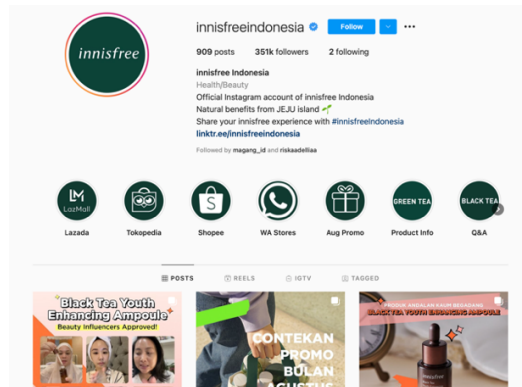 innisfree
innisfreeindonesia
Follow
909 posts 351k followers 2 following
innisfree Indonesia
Health/Beauty
Official Instagram account of innisfree Indonesia
Natural benefits from JEJU island
Share your innisfree experience with #innisfreeIndonesia
linktr.ee/innisfreeindonesia
Followed by magang_id and riskaadelliaa
LM
LazMall
S
GREEN TEA
BLACK TEA
Lazada Tokopedia Shopee WA Stores Aug Promo Product Info Q&A
POSTS REELS IGTV TAGGED
Black Tea Youth
Enhancing Ampoule
Beauty Influencers Approved!
CONTEKAN
PROMO
BULAN
AGUSTUS
PRODUK ANDALAN KAUM BEGADANG
BLACK TEA YOUTH ENHANCING AMPOULE
innisfree